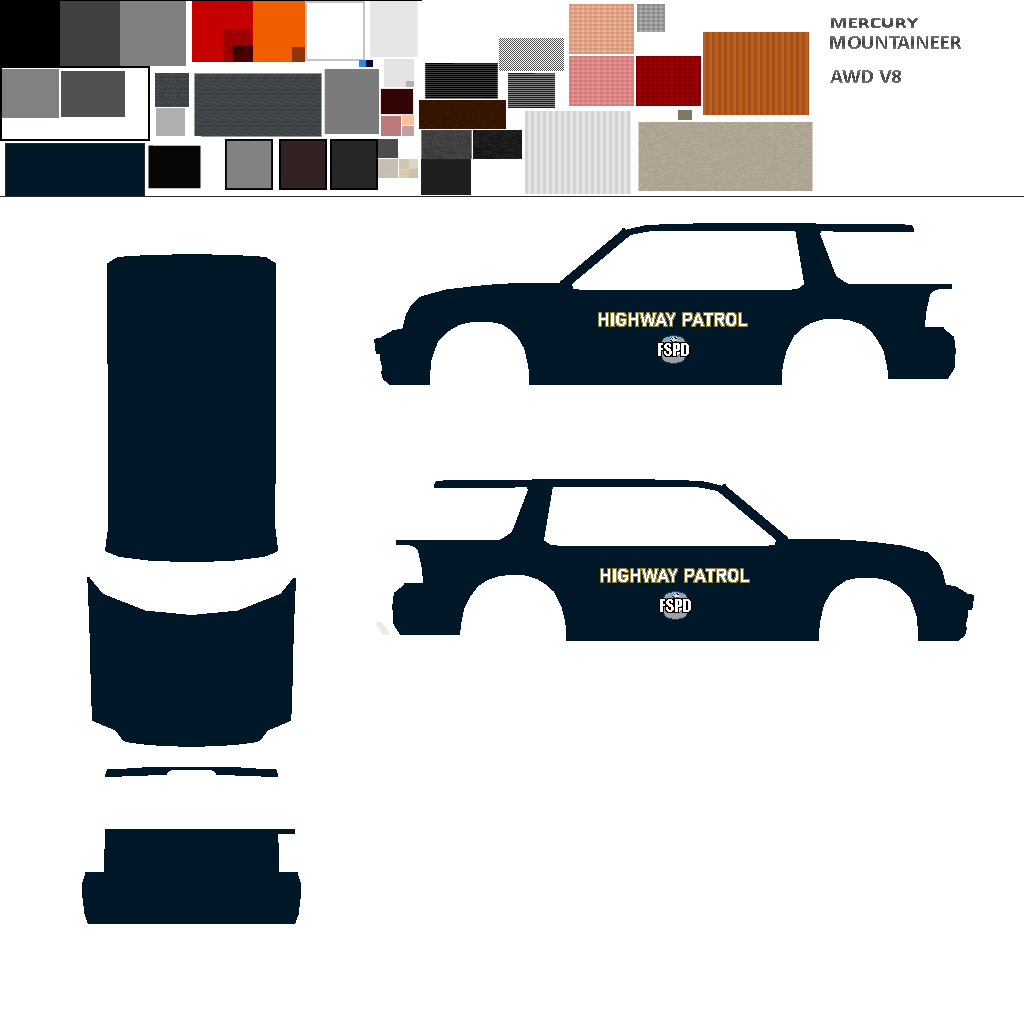 MERCURY
MOUNTAINEER
AWD V8
HIGHWAY PATROL
FSPD
HIGHWAY PATROL
FSPD